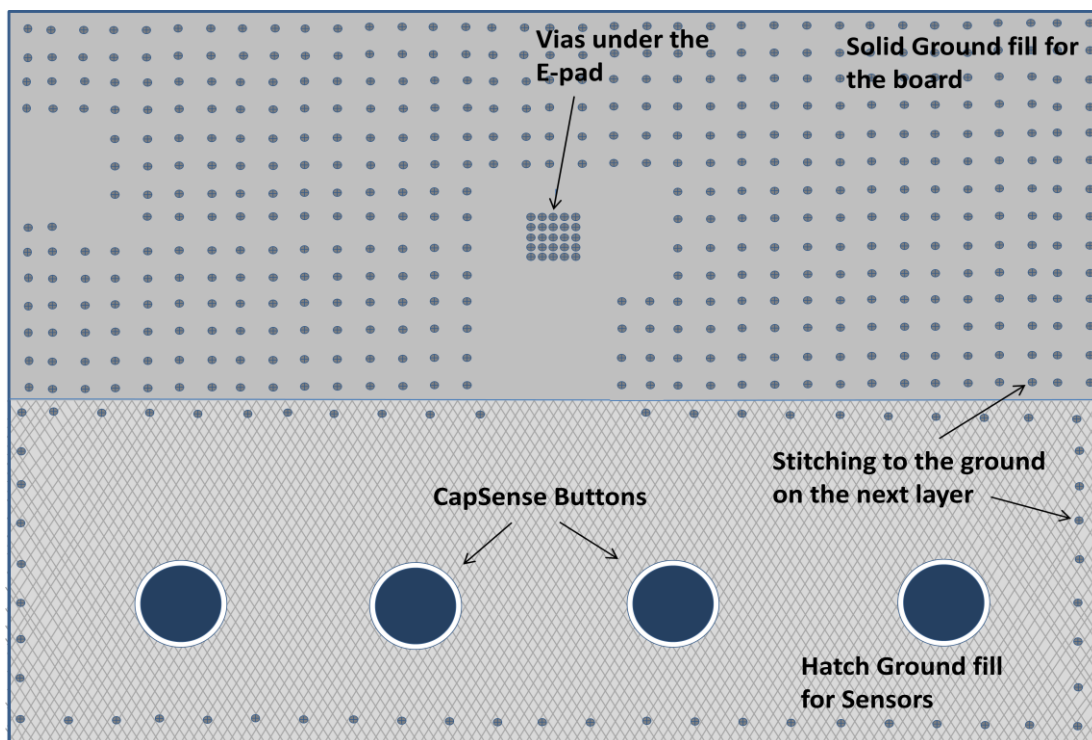 Vias under the
E-pad
Solid Ground fill for
the board
Stitching to the ground
on the next layer
CapSense Buttons
Hatch Ground fill
for Sensors